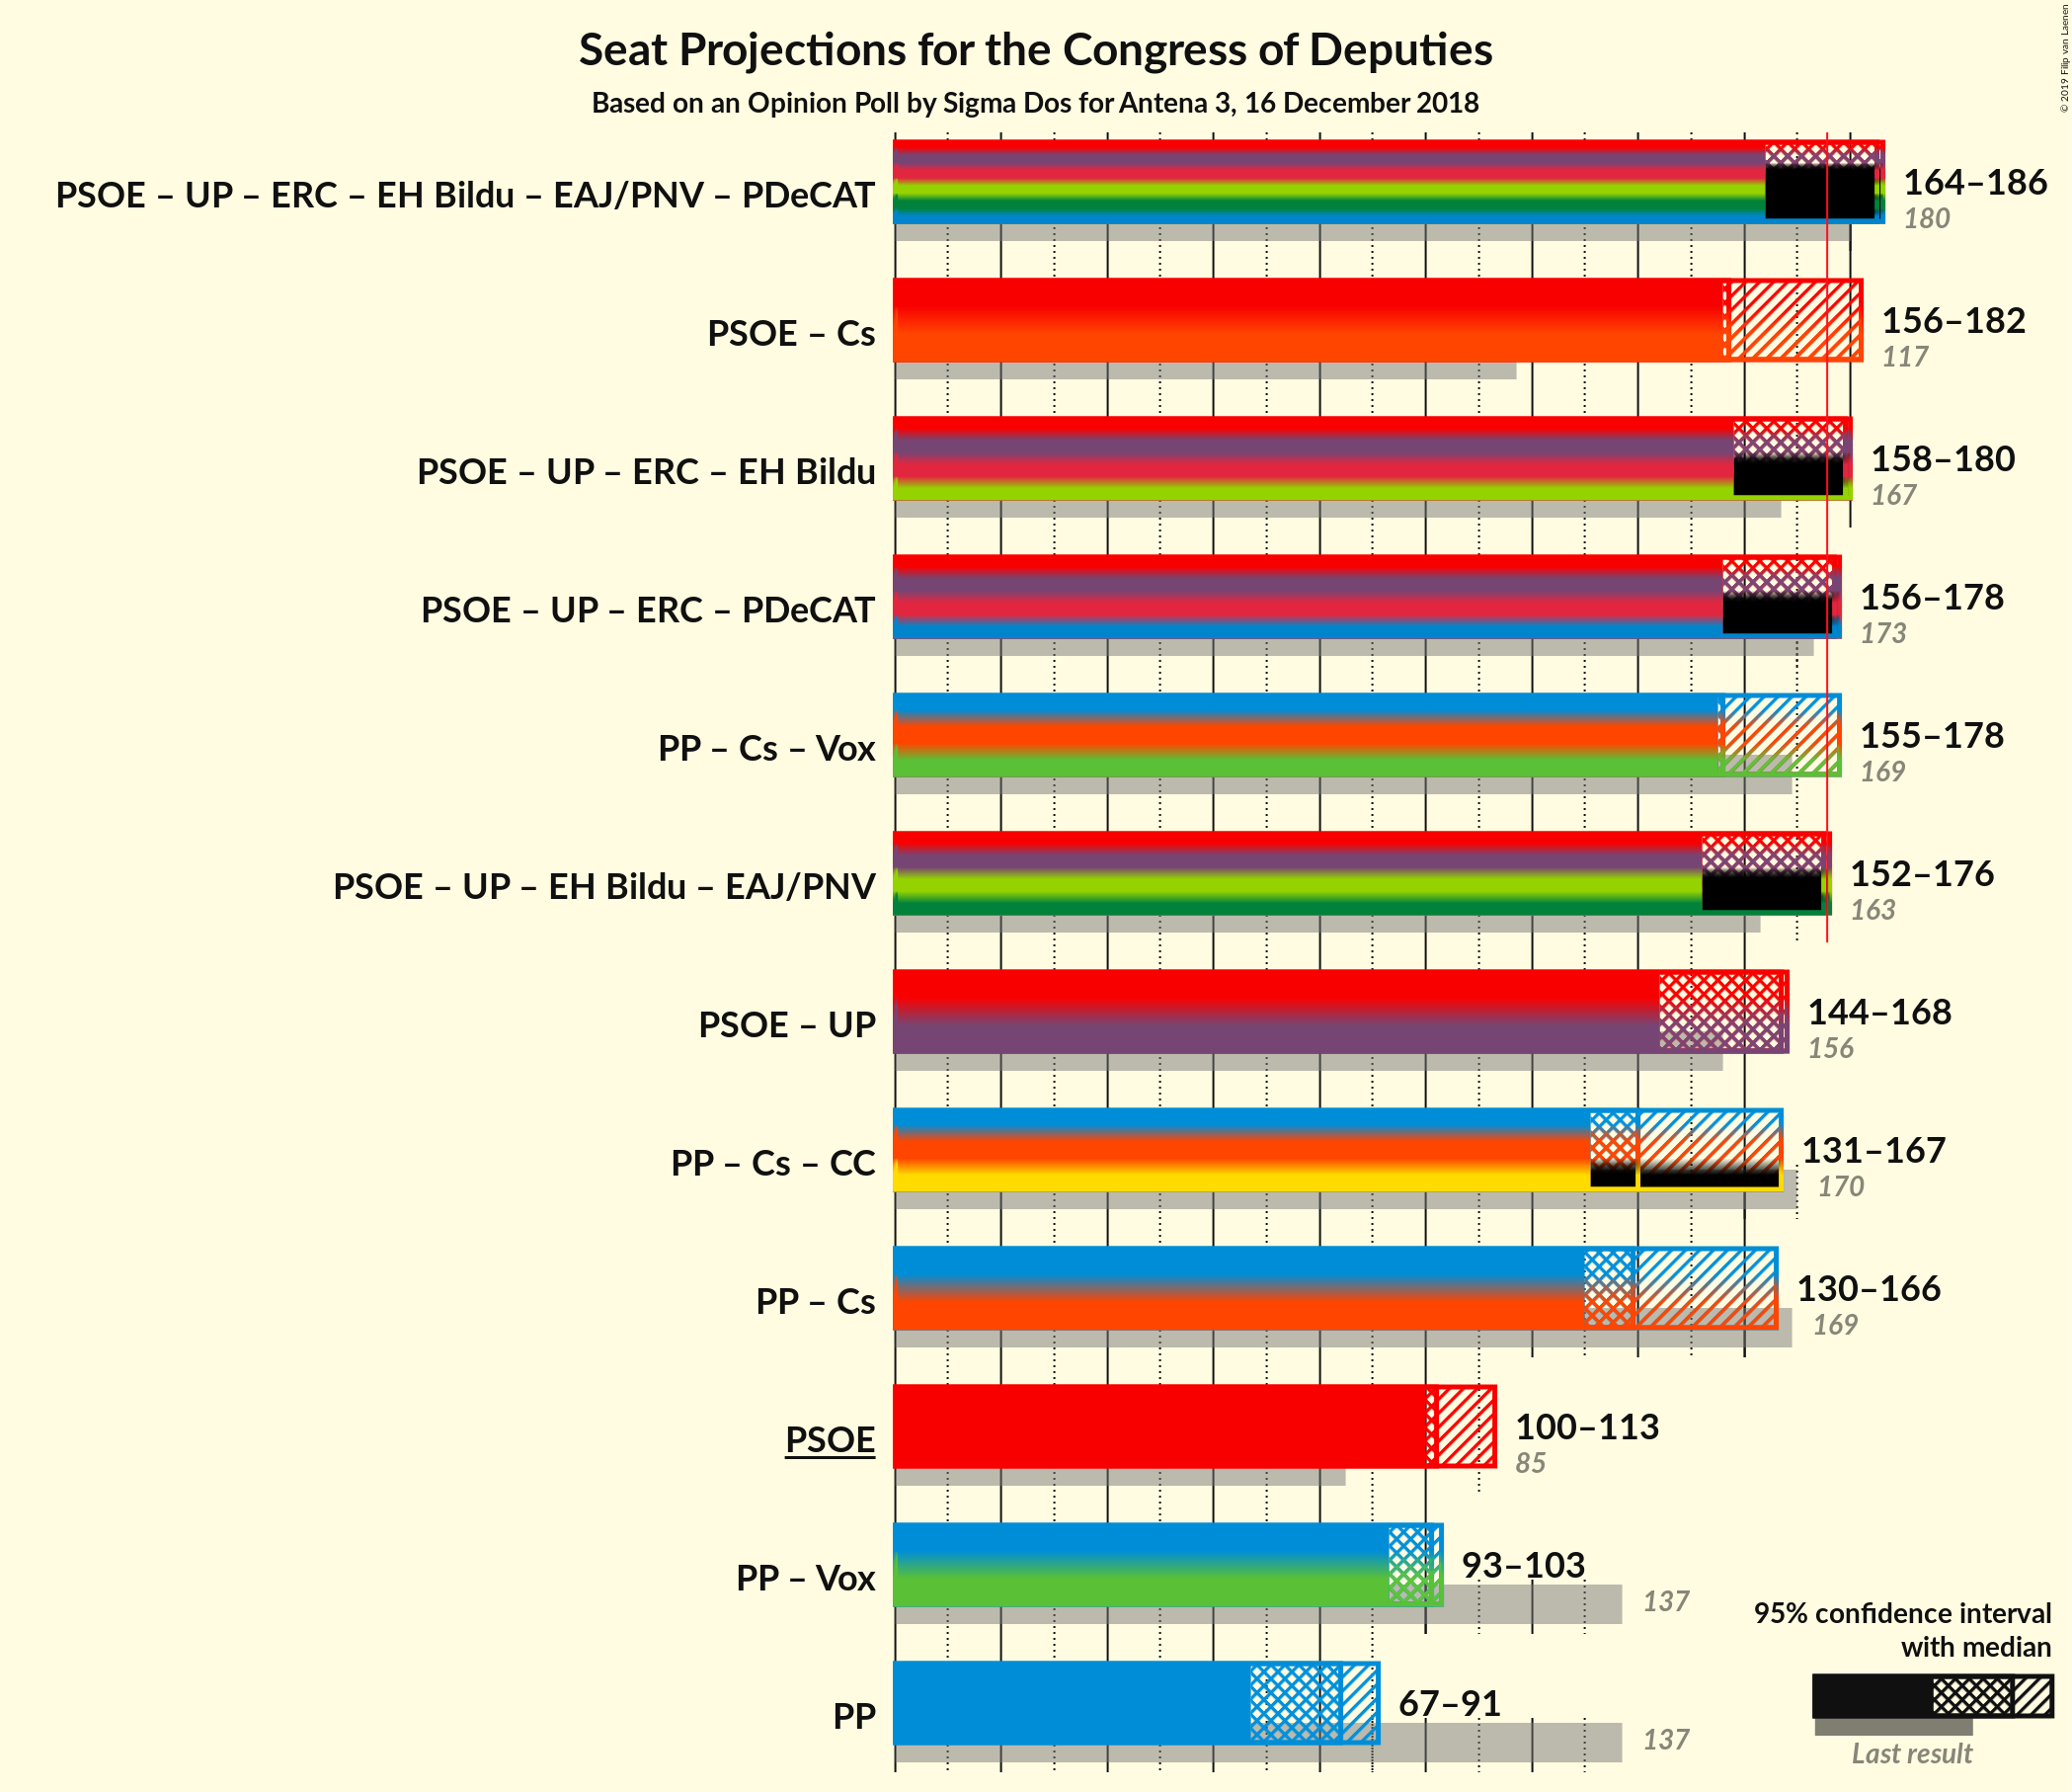 Seat Projections for the Congress of Deputies
Based on an Opinion Poll by Sigma Dos for Antena 3, 16 December 2018
© 2019 Filip van Laenen
PSOE – UP – ERC – EH Bildu – EAJ/PNV – PDeCAT
164–186
180
PSOE – Cs
156–182
117
PSOE – UP – ERC – EH Bildu
158–180
167
PSOE – UP – ERC – PDeCAT
156–178
173
PP – Cs – Vox
155–178
169
PSOE – UP – EH Bildu – EAJ/PNV
152–176
163
PSOE – UP
144–168
156
PP – Cs – CC
131–167
170
PP – Cs
130–166
169
PSOE
100–113
85
PP – Vox
93–103
137
PP
67–91
137
95% confidence interval
with median
Last result